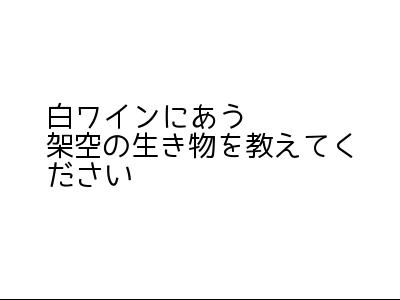 白ワインにあう
架空の生き物を教えてく
ださい